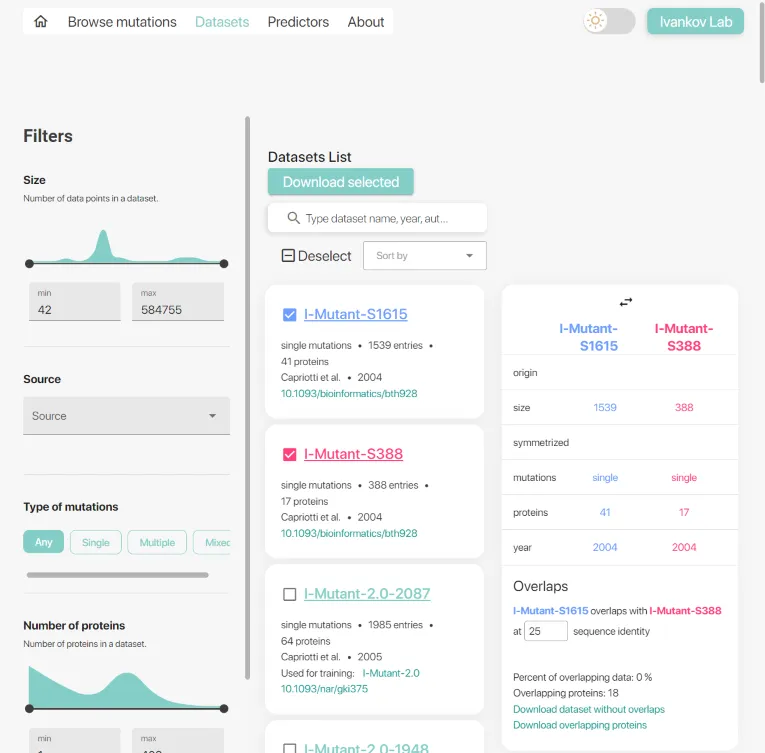 Browse mutations Datasets Predictors About Ivankov Lab
Filters
Size
Number of data points in a dataset.
min
42
max
584755
Source
Source
Type of mutations
Any Single Multiple Mixed
Number of proteins
Number of proteins in a dataset.
min
max
Datasets List
Download selected
Type dataset name, year, aut...
Deselect Sort by
I-Mutant-S1615
single mutations • 1539 entries •
41 proteins
Capriotti et al. • 2004
10.1093/bioinformatics/bth928
I-Mutant-S388
single mutations • 388 entries •
17 proteins
Capriotti et al. • 2004
10.1093/bioinformatics/bth928
I-Mutant-2.0-2087
single mutations • 1985 entries •
64 proteins
Capriotti et al. • 2005
Used for training: I-Mutant-2.0
10.1093/nar/gki375
I-Mutant-2.0-1948
I-Mutant- I-Mutant-
S1615 S388
origin
size 1539 388
symmetrized
mutations single single
proteins 41 17
year 2004 2004
Overlaps
I-Mutant-S1615 overlaps with I-Mutant-S388
at 25 sequence identity
Percent of overlapping data: 0 %
Overlapping proteins: 18
Download dataset without overlaps
Download overlapping proteins